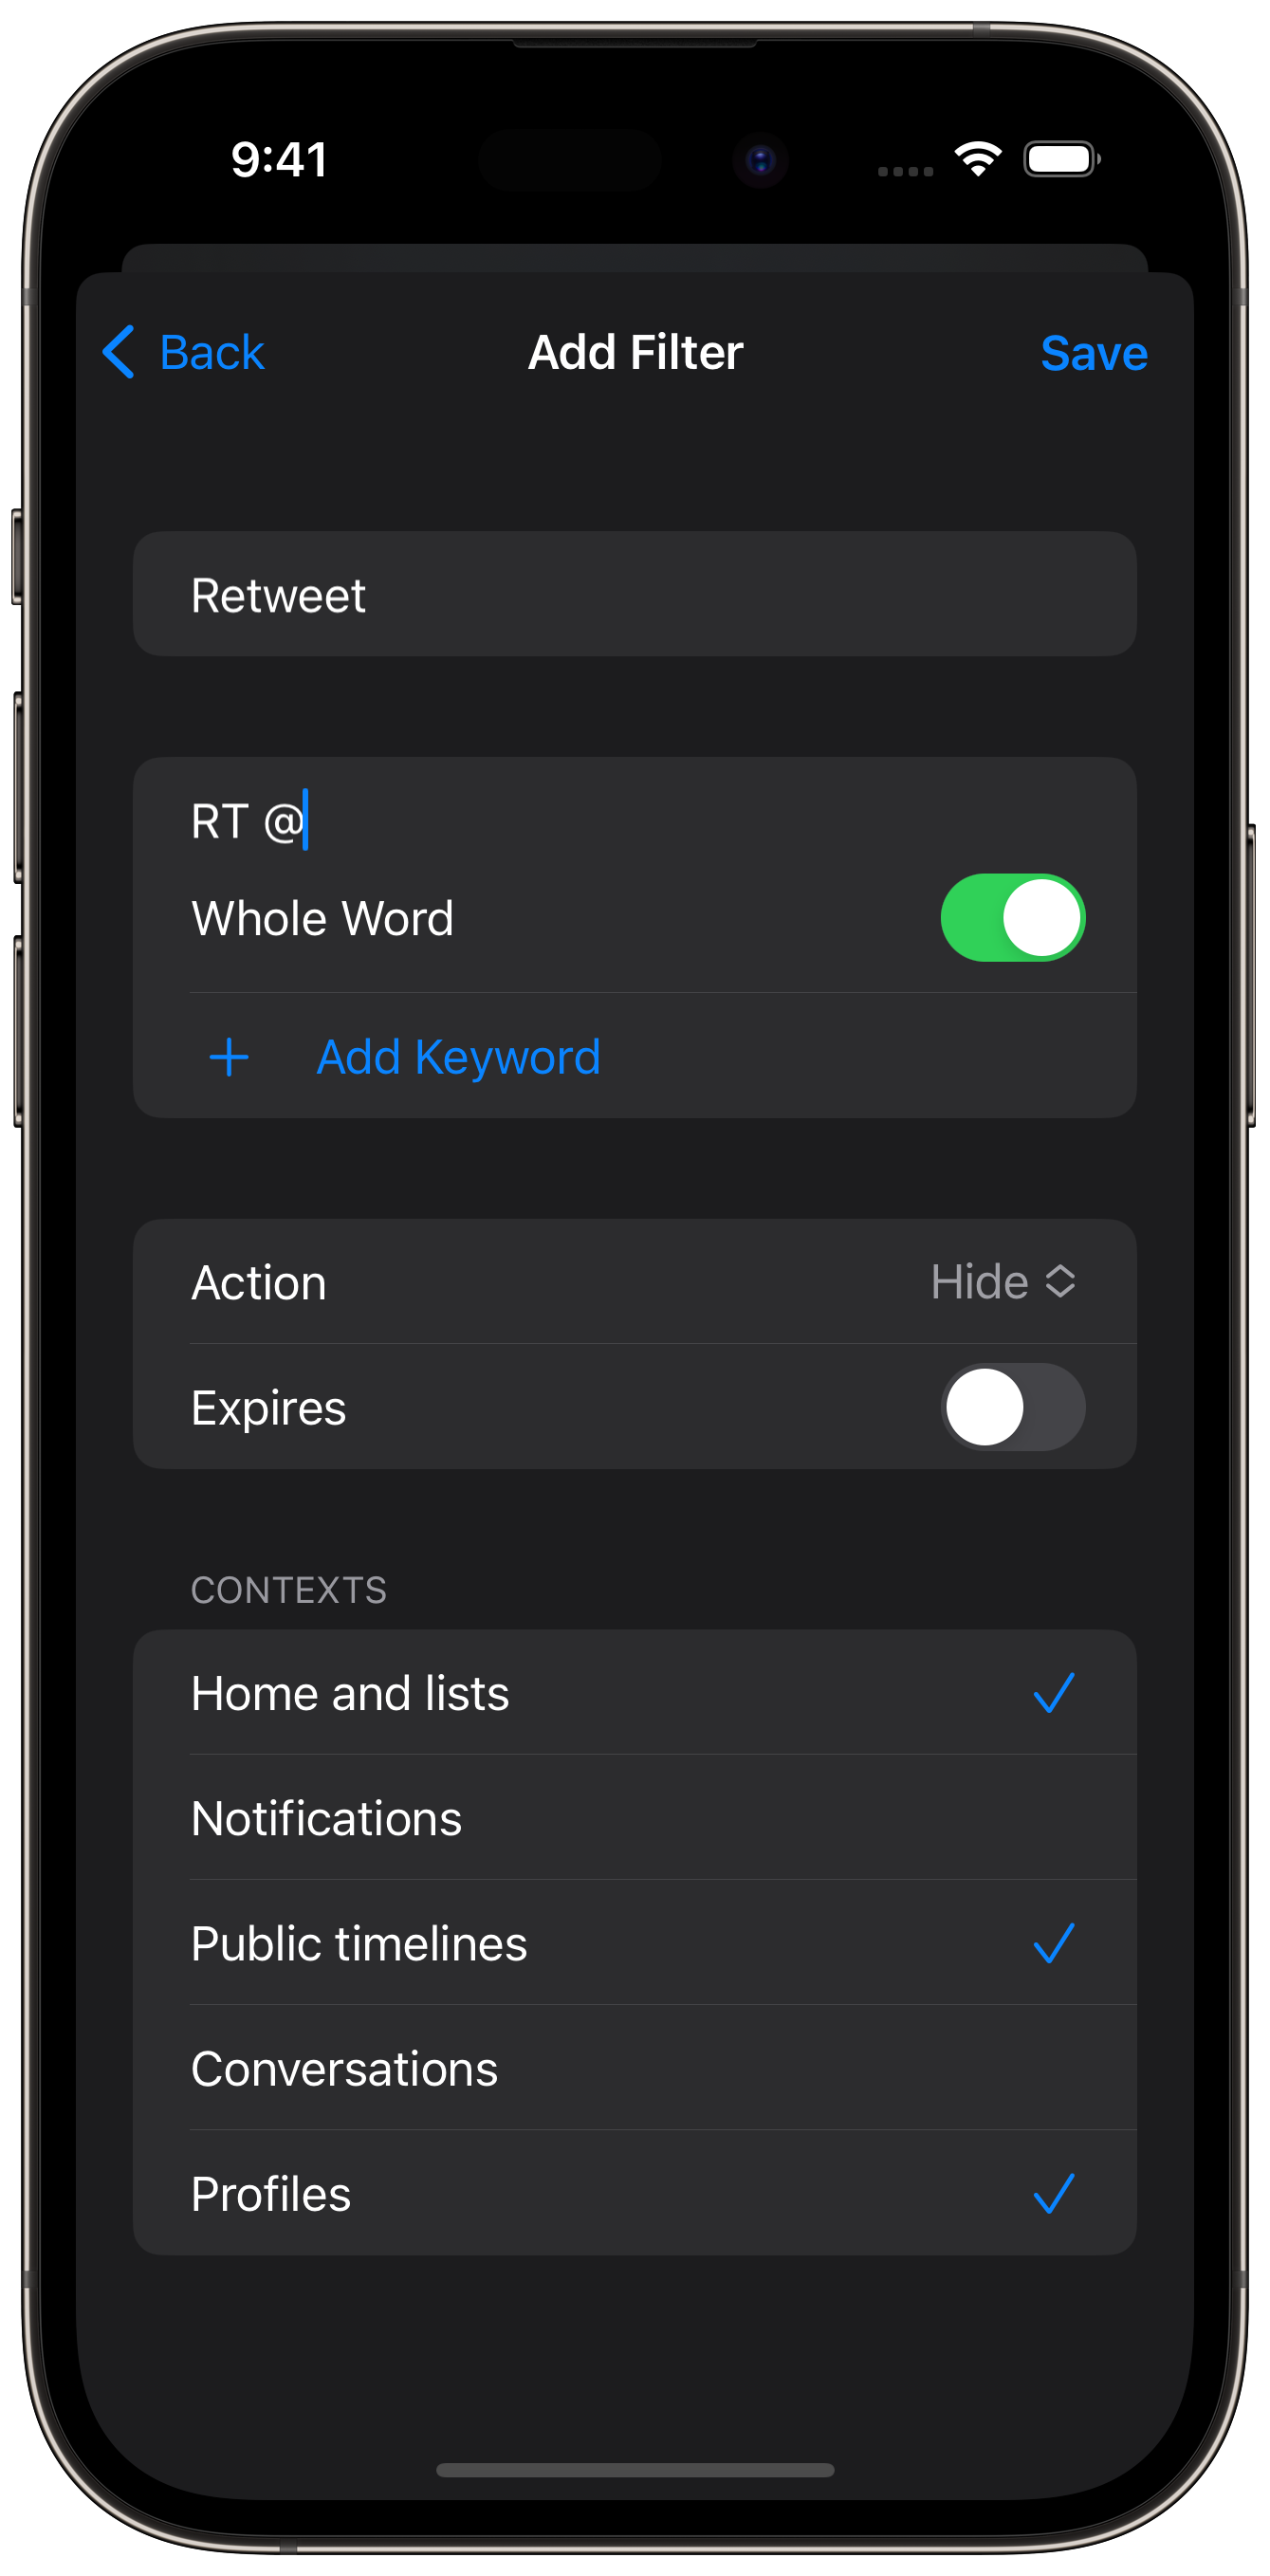 9:41
Back Add Filter Save
Retweet
RT @
Whole Word
Add Keyword
Action Hide
Expires
CONTEXTS
Home and lists
Notifications
Public timelines
Conversations
Profiles